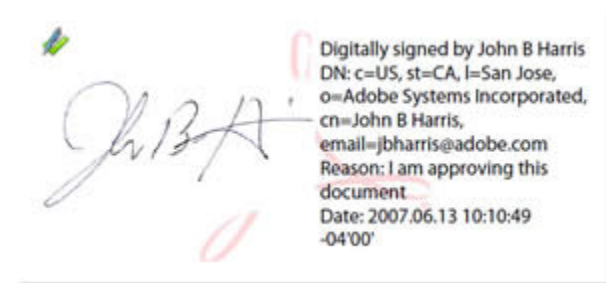 John B H
Digitally signed by John B Harris
DN: c=US, st=CA, l=San Jose,
o=Adobe Systems Incorporated,
cn=John B Harris,
email=jbharris@adobe.com
Reason: I am approving this
document
Date: 2007.06.13 10:10:49
-04'00'